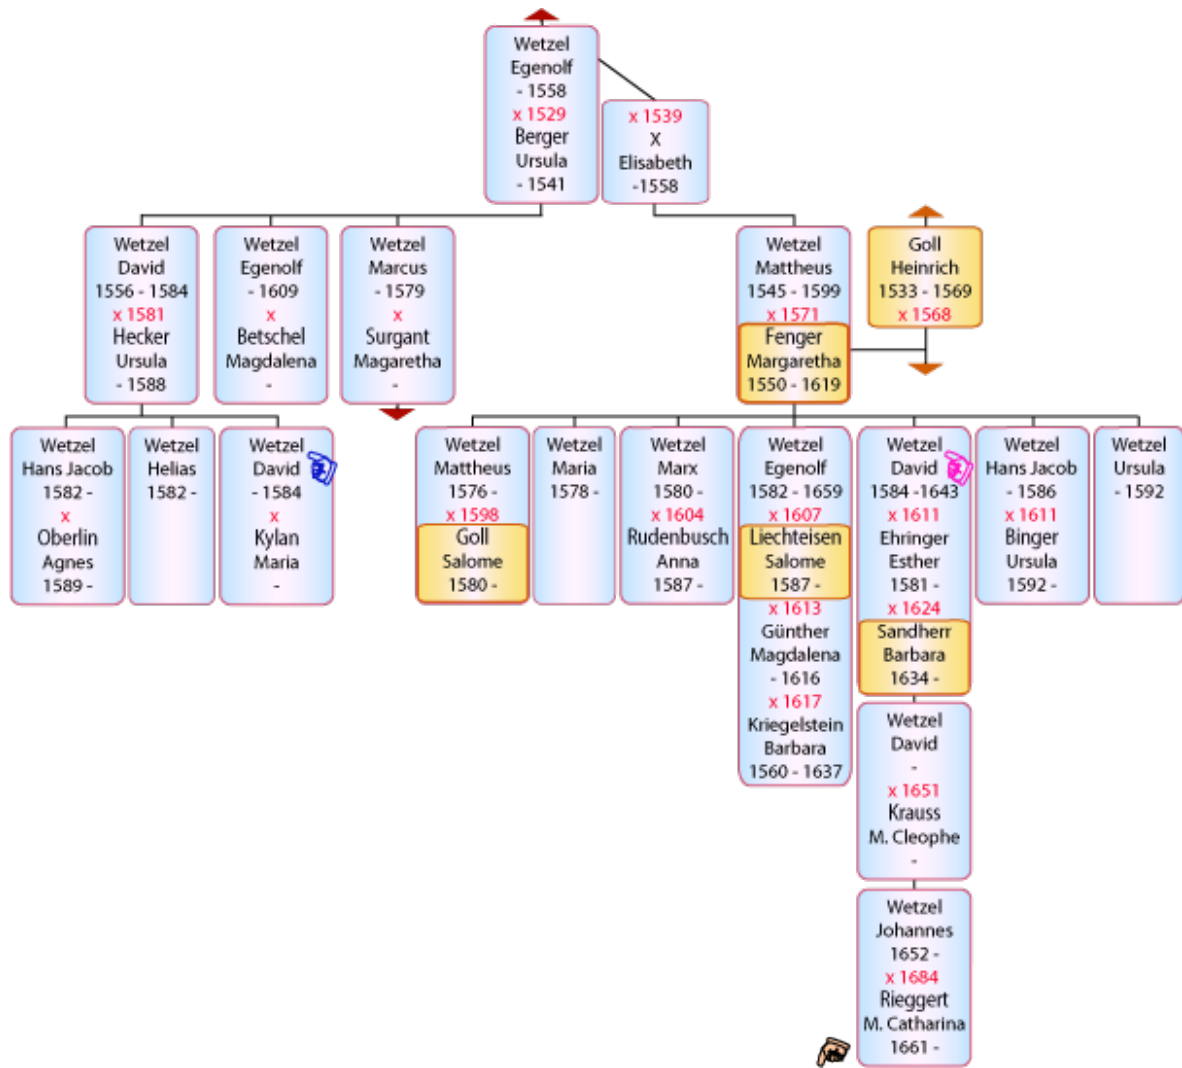 Wetzel
Egenolf
- 1558
x 1529
Berger
Ursula
- 1541
x 1539
X
Elisabeth
-1558
Wetzel
David
1556 - 1584
x 1581
Hecker
Ursula
- 1588
Wetzel
Egenolf
- 1609
x
Betschel
Magdalena
-
Wetzel
Marcus
- 1579
x
Surgant
Magaretha
-
Wetzel
Mattheus
1545 - 1599
x 1571
Fenger
Margaretha
1550 - 1619
Goll
Heinrich
1533 - 1569
x 1568
Wetzel
Hans Jacob
1582 -
x
Oberlin
Agnes
1589 -
Wetzel
Helias
1582 -
Wetzel
David
- 1584
x
Kylan
Maria
-
Wetzel
Mattheus
1576 -
x 1598
Goll
Salome
1580 -
Wetzel
Maria
1578 -
Wetzel
Marx
1580 -
x 1604
Rudenbusch
Anna
1587 -
Wetzel
Egenolf
1582 - 1659
x 1607
Liechteisen
Salome
1587 -
x 1613
Günther
Magdalena
- 1616
x 1617
Kriegelstein
Barbara
1560 - 1637
Wetzel
David
1584 -1643
x 1611
Ehringer
Esther
1581 -
x 1624
Sandherr
Barbara
1634 -
Wetzel
Hans Jacob
- 1586
x 1611
Binger
Ursula
1592 -
Wetzel
Ursula
- 1592
Wetzel
David
-
x 1651
Krauss
M. Cleophe
-
Wetzel
Johannes
1652 -
x 1684
Rieggert
M. Catharina
1661 -